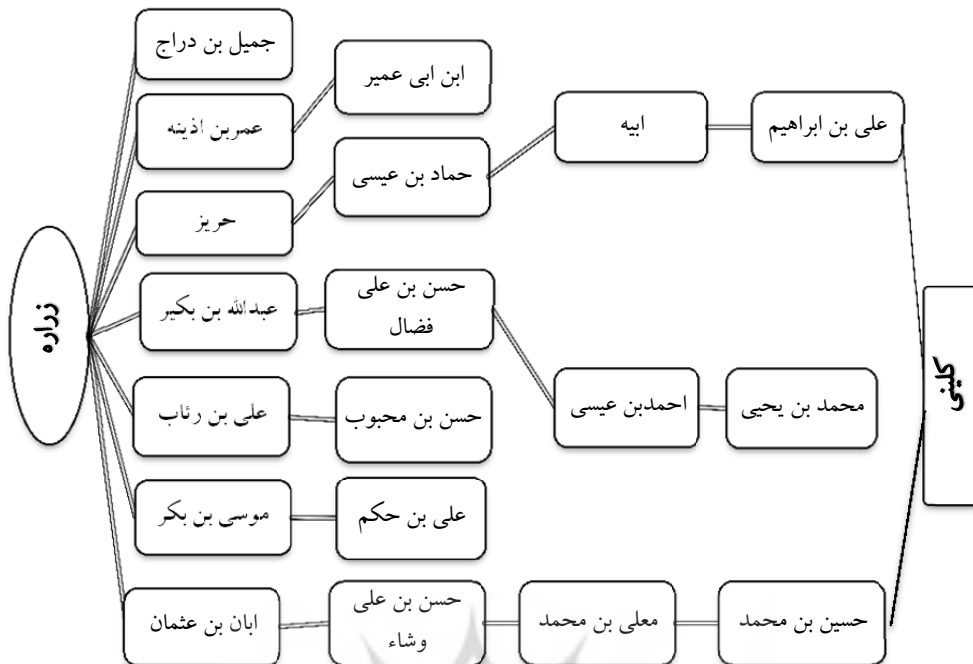 جمیل بن دراج
ابن ابی عمیر
عمربن اذینه
ابیه
علی بن ابراهیم
حماد بن عیسی
حریز
زراره
کلینی
حسن بن علی
فضال
عبدالله بن بکیر
محمد بن یحیی
احمدبن عیسی
حسن بن محبوب
علی بن رئاب
علی بن حکم
موسی بن بکر
حسین بن محمد
معلی بن محمد
حسن بن علی
وشاء
ابان بن عثمان